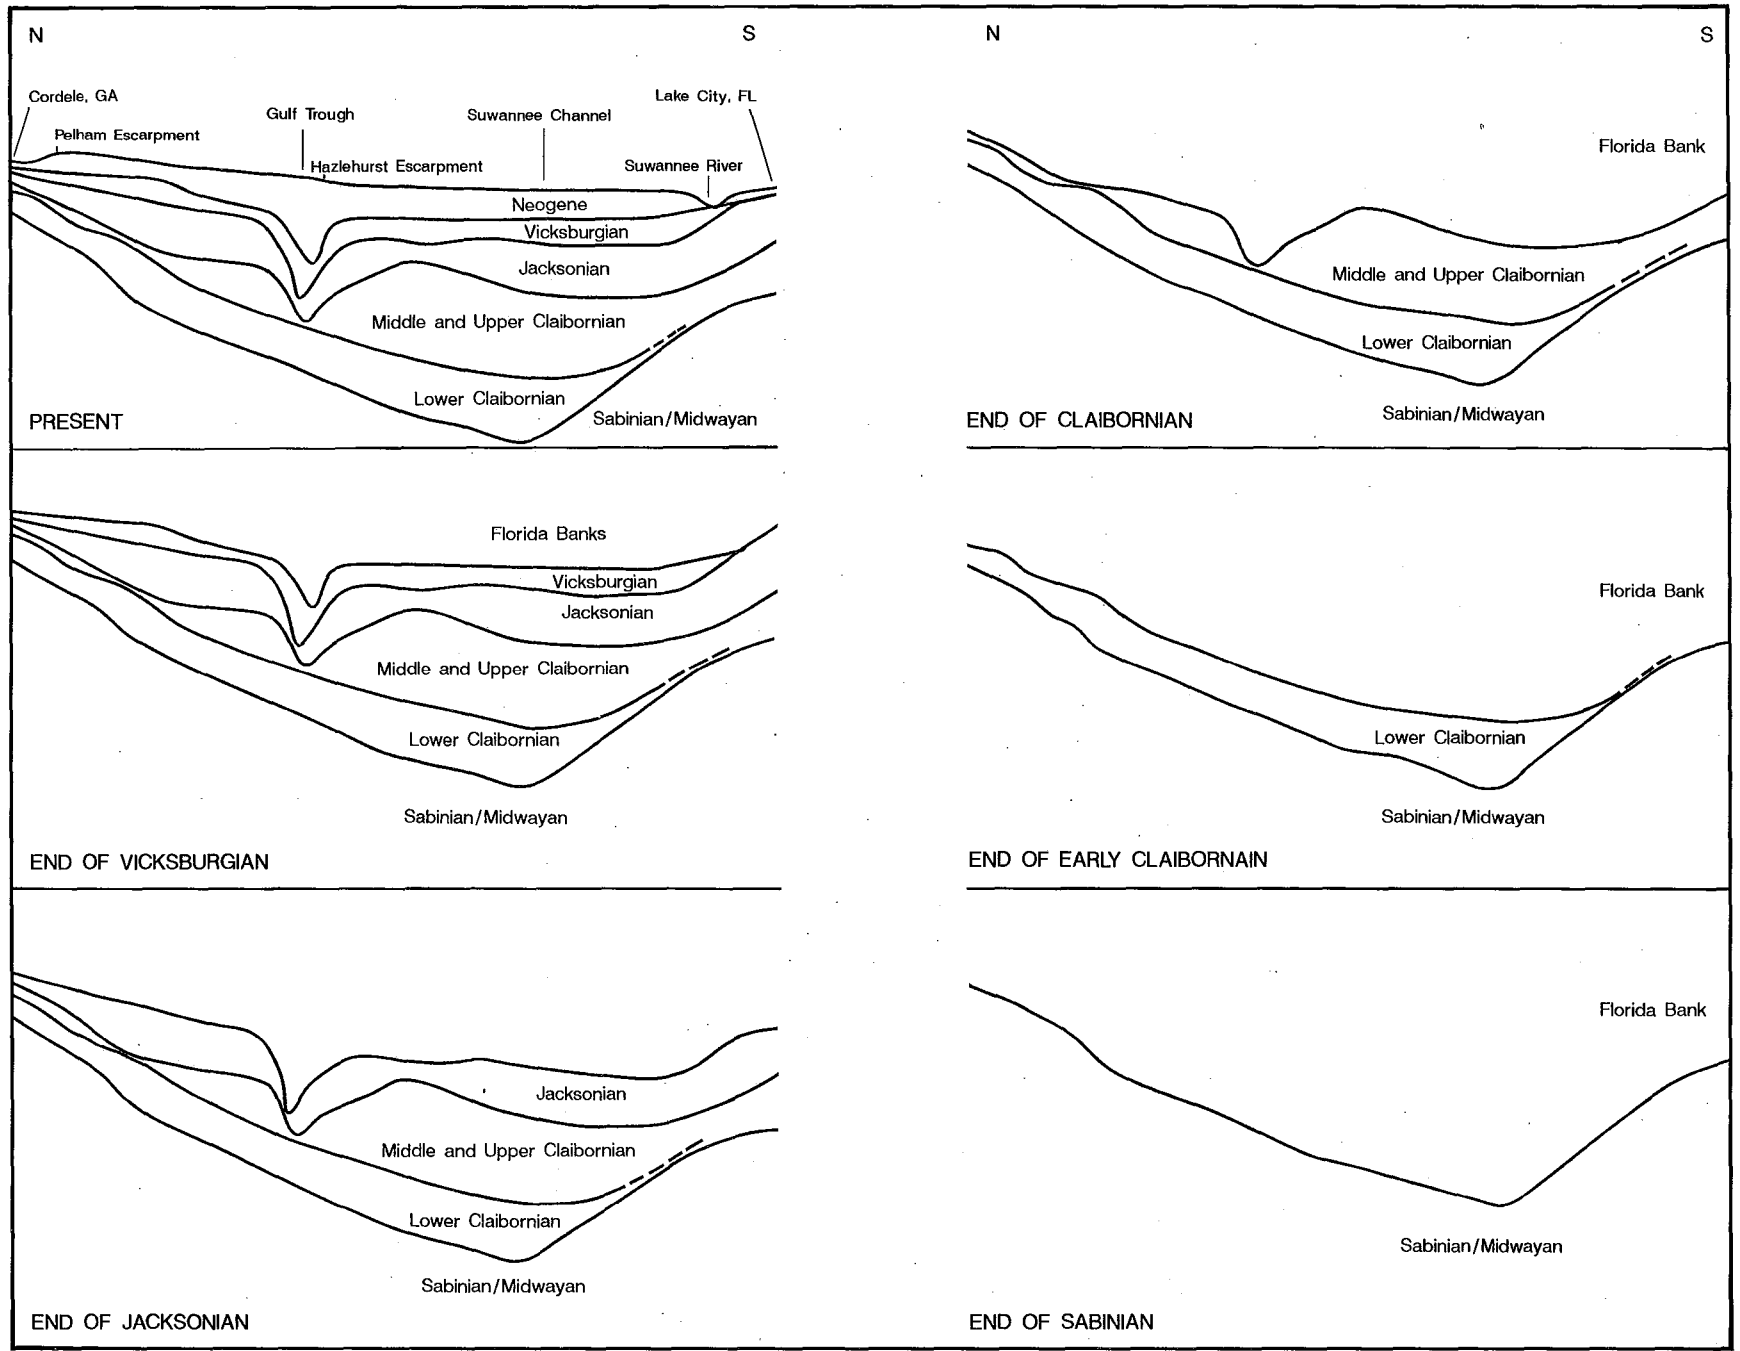 N
S
Cordele, GA
Lake City, FL
Gulf Trough
Suwannee Channel
Pelham Escarpment
Hazlehurst Escarpment
Suwannee River
Neogene
Vicksburgian
Jacksonian
Middle and Upper Claibornian
Lower Claibornian
Sabinian/Midwayan
PRESENT
Florida Banks
Vicksburgian
Jacksonian
Middle and Upper Claibornian
Lower Claibornian
Sabinian/Midwayan
END OF VICKSBURGIAN
Jacksonian
Middle and Upper Claibornian
Lower Claibornian
Sabinian/Midwayan
END OF JACKSONIAN
N
S
Florida Bank
Middle and Upper Claibornian
Lower Claibornian
Sabinian/Midwayan
END OF CLAIBORNIAN
Florida Bank
Lower Claibornian
Sabinian/Midwayan
END OF EARLY CLAIBORNAIN
Florida Bank
Sabinian/Midwayan
END OF SABINIAN